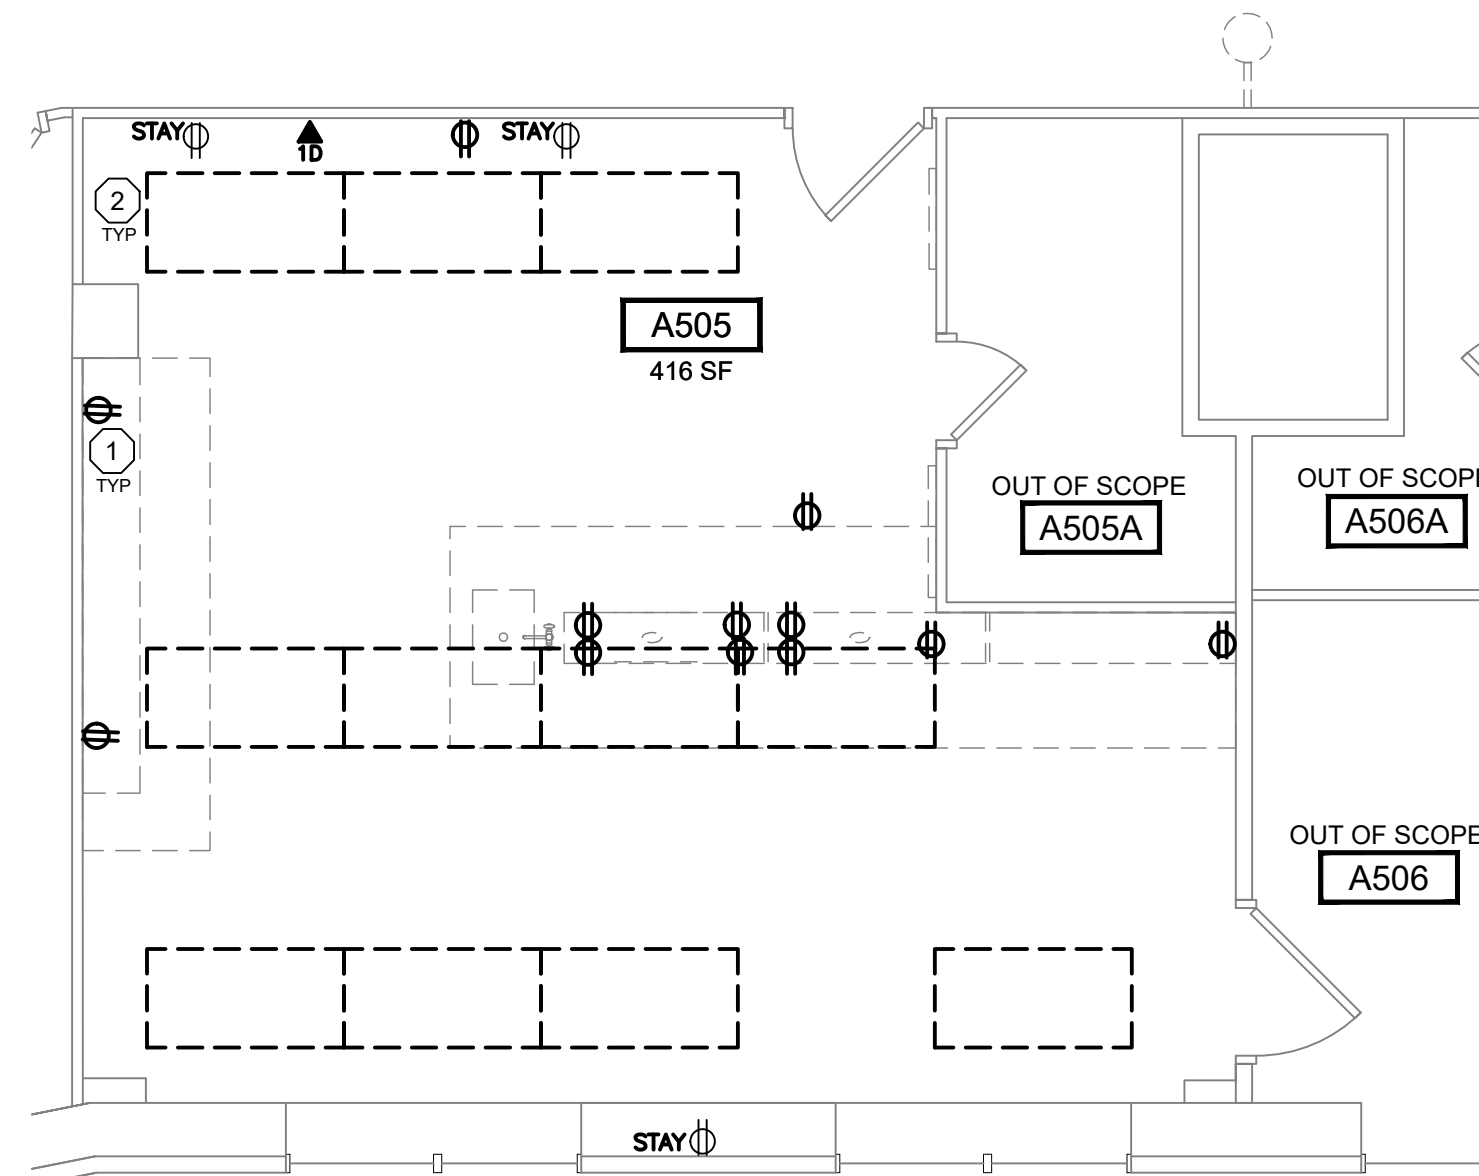 STAY
1D
STAY
2
TYP
A505
416 SF
1
TYP
OUT OF SCOPE
A505A
OUT OF SCOPE
A506A
OUT OF SCOPE
A506
STAY